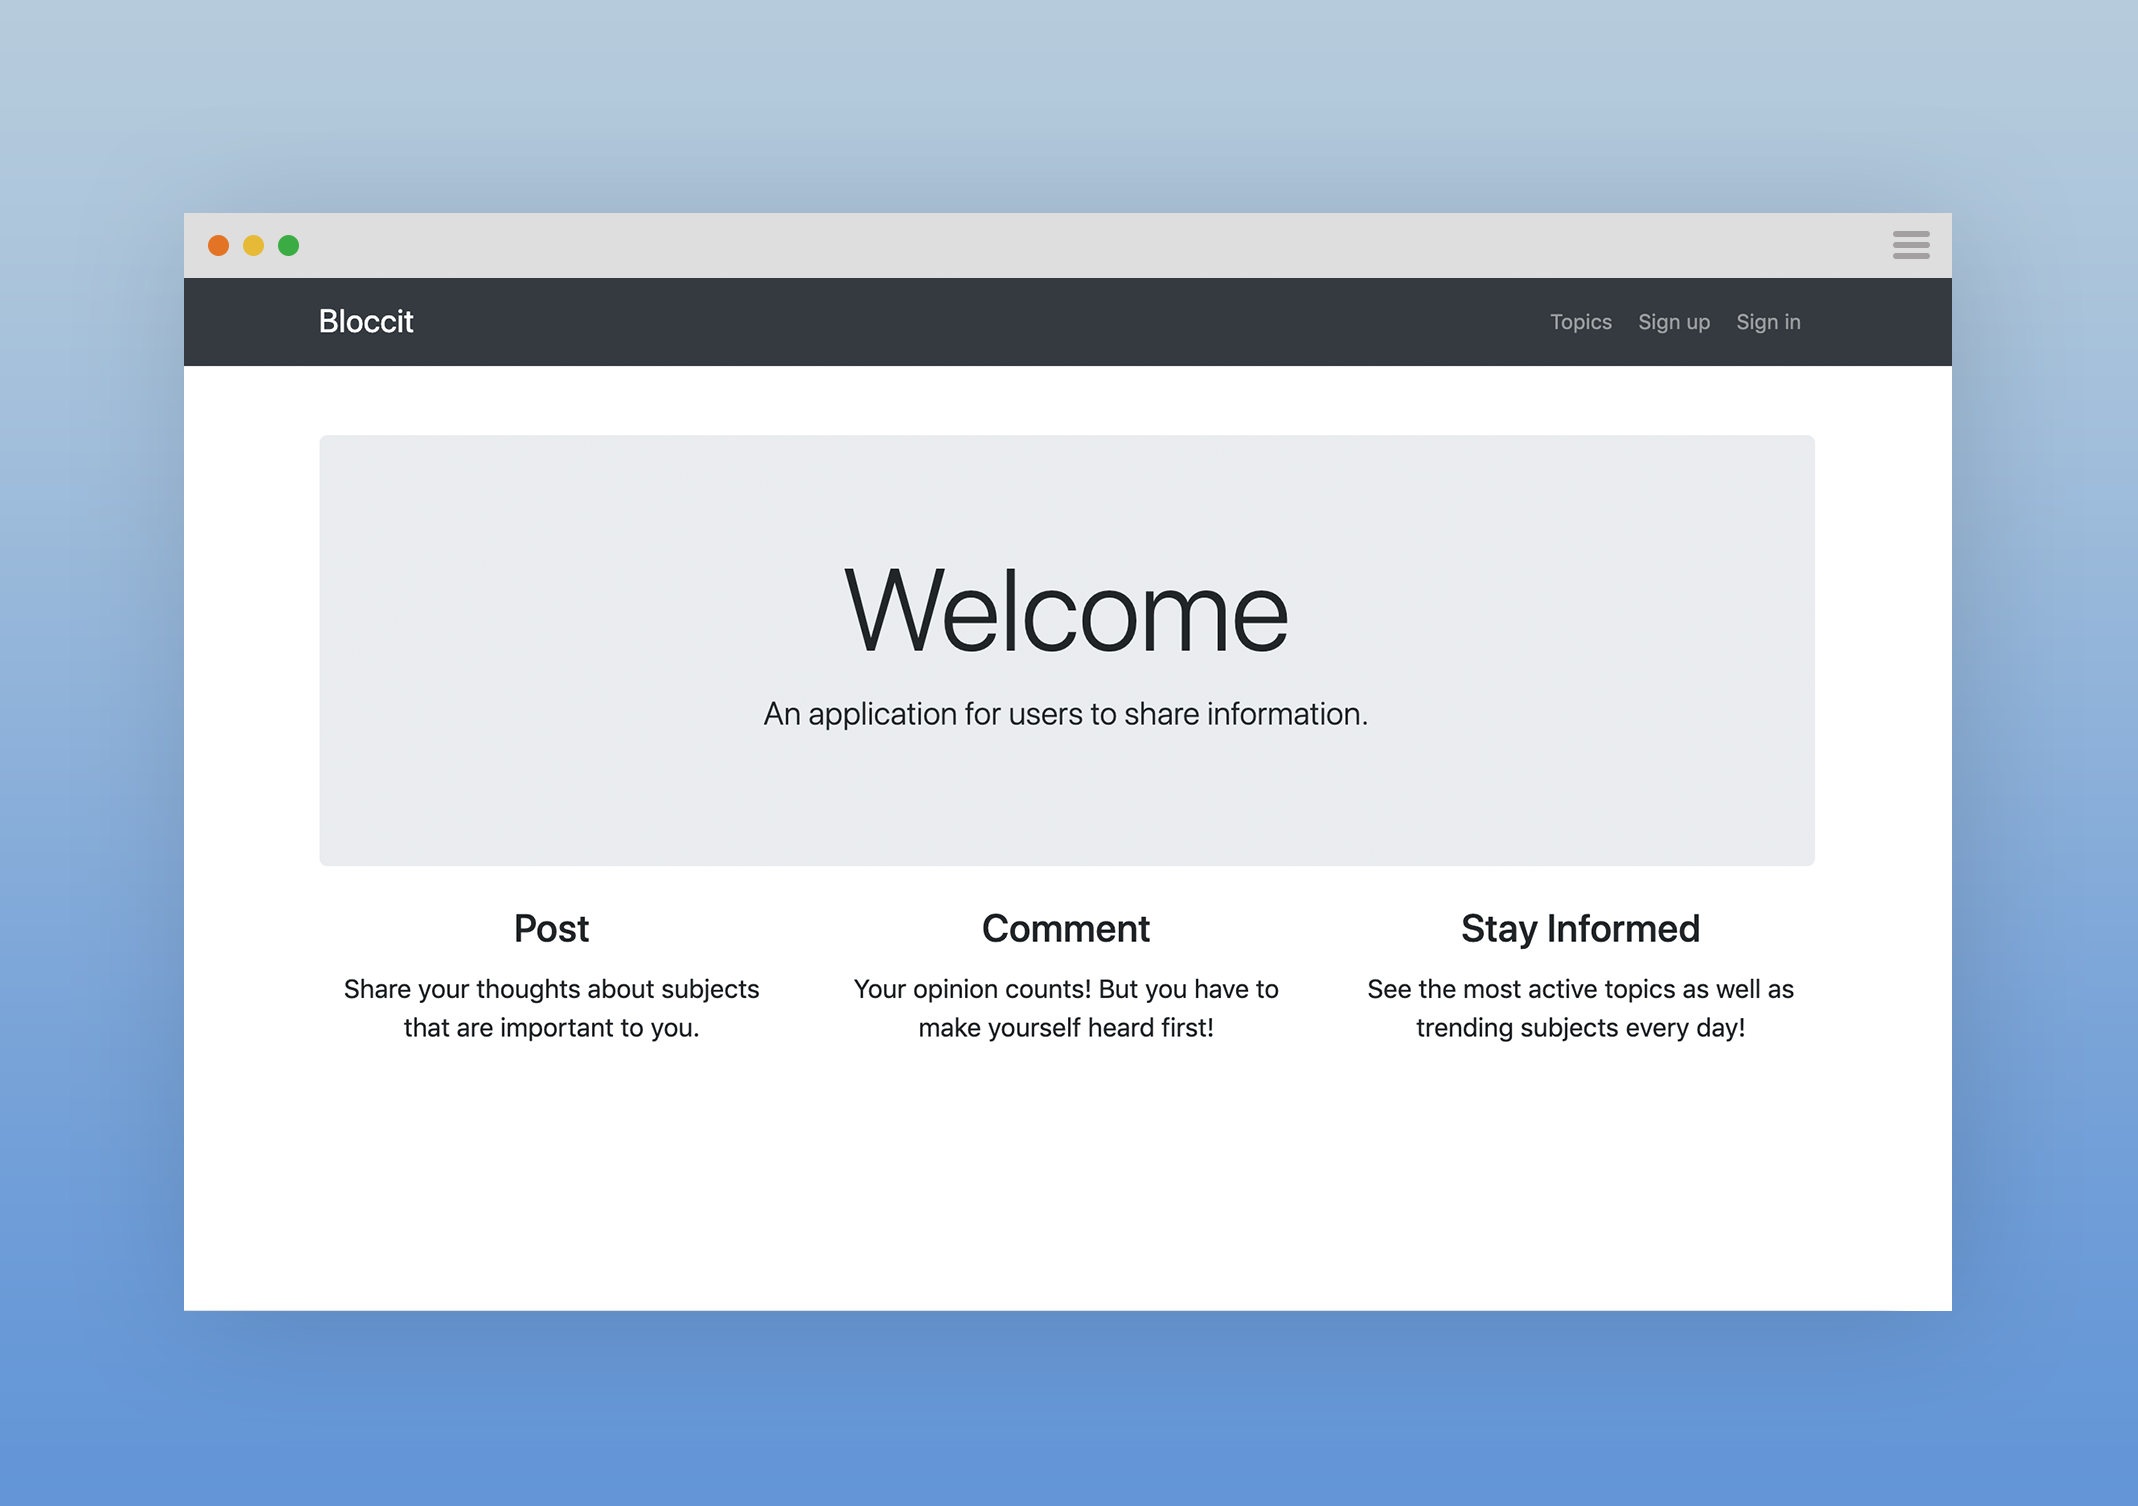 Bloccit
Topics Sign up Sign in
Welcome
An application for users to share information.
Post
Share your thoughts about subjects
that are important to you.
Comment
Your opinion counts! But you have to
make yourself heard first!
Stay Informed
See the most active topics as well as
trending subjects every day!